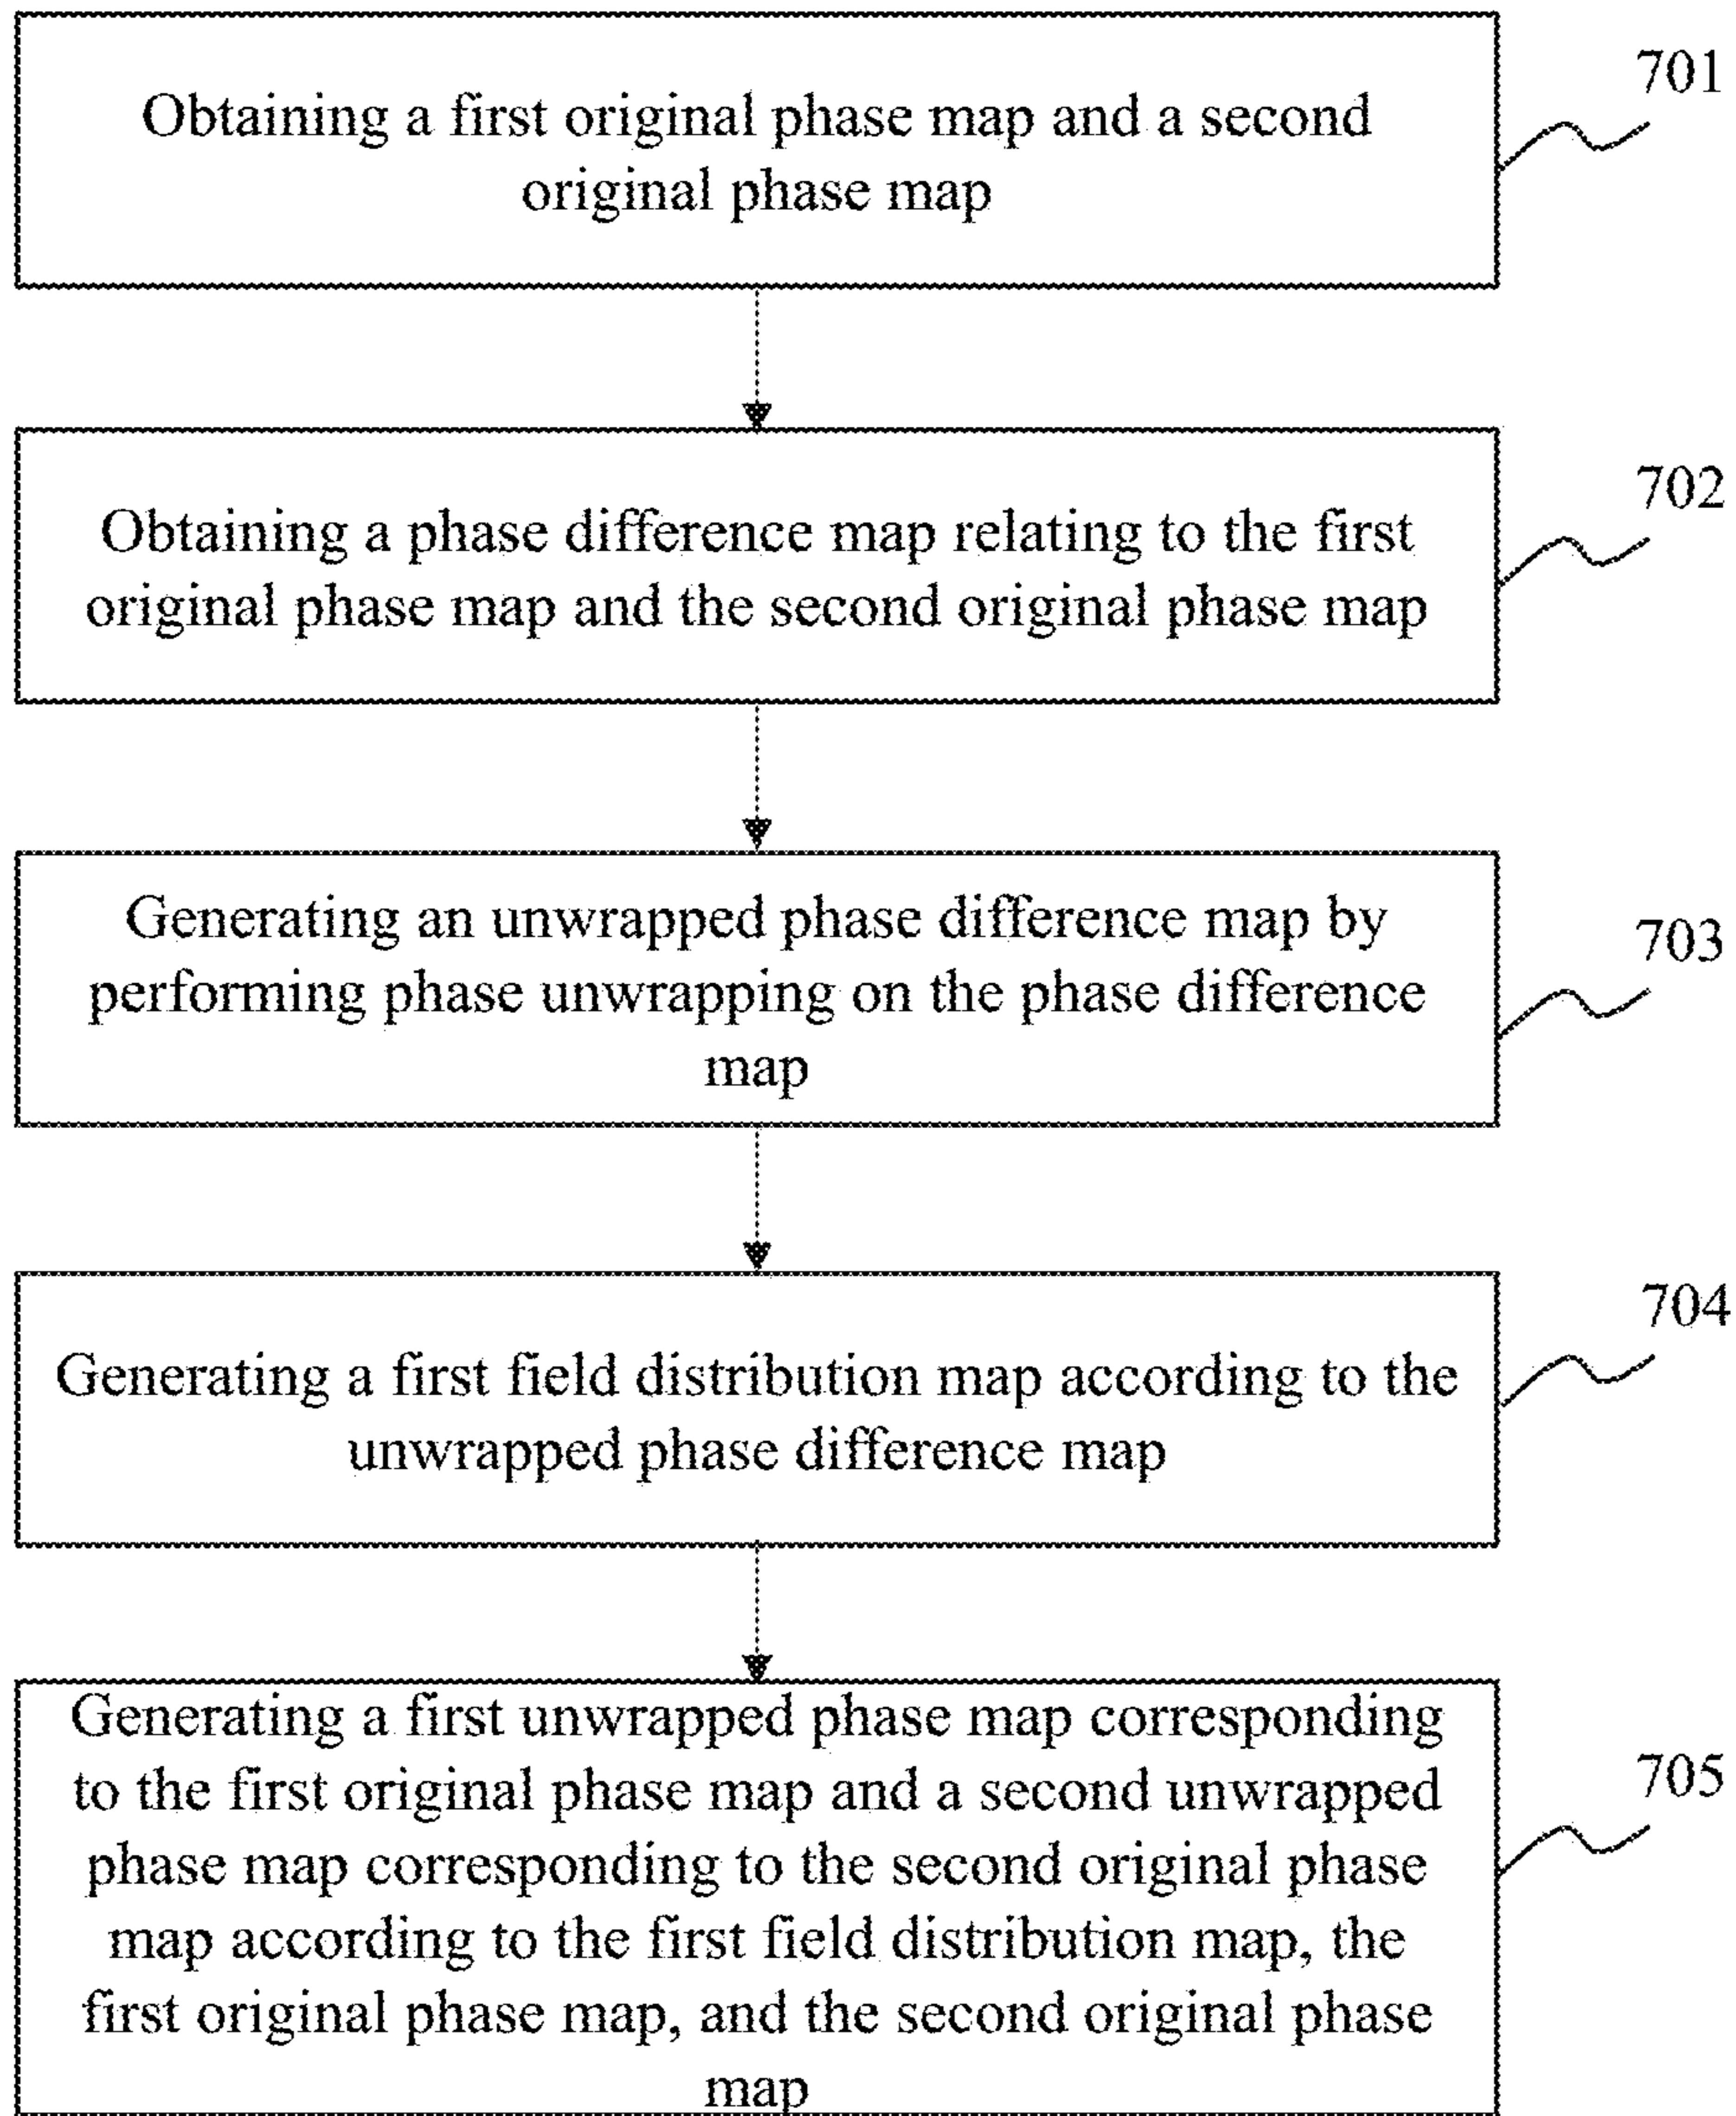 701
Obtaining a first original phase map and a second
original phase map
702
Obtaining a phase difference map relating to the first
original phase map and the second original phase map
703
Generating an unwrapped phase difference map by
performing phase unwrapping on the phase difference
map
704
Generating a first field distribution map according to the
unwrapped phase difference map
705
Generating a first unwrapped phase map corresponding
to the first original phase map and a second unwrapped
phase map corresponding to the second original phase
map according to the first field distribution map, the
first original phase map, and the second original phase
map